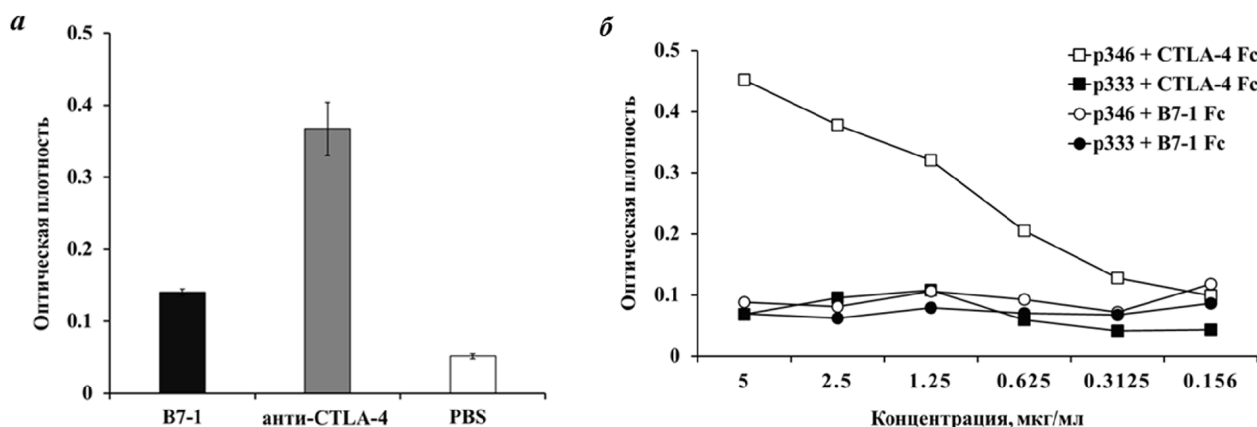 а
Оптическая плотность
0.5
0.4
0.3
0.2
0.1
0
B7-1
анти-CTLA-4
PBS
б
Оптическая плотность
0.5
0.4
0.3
0.2
0.1
0
p346 + CTLA-4 Fc
p333 + CTLA-4 Fc
p346 + B7-1 Fc
p333 + B7-1 Fc
5
2.5
1.25
0.625
0.3125
0.156
Концентрация, мкг/мл